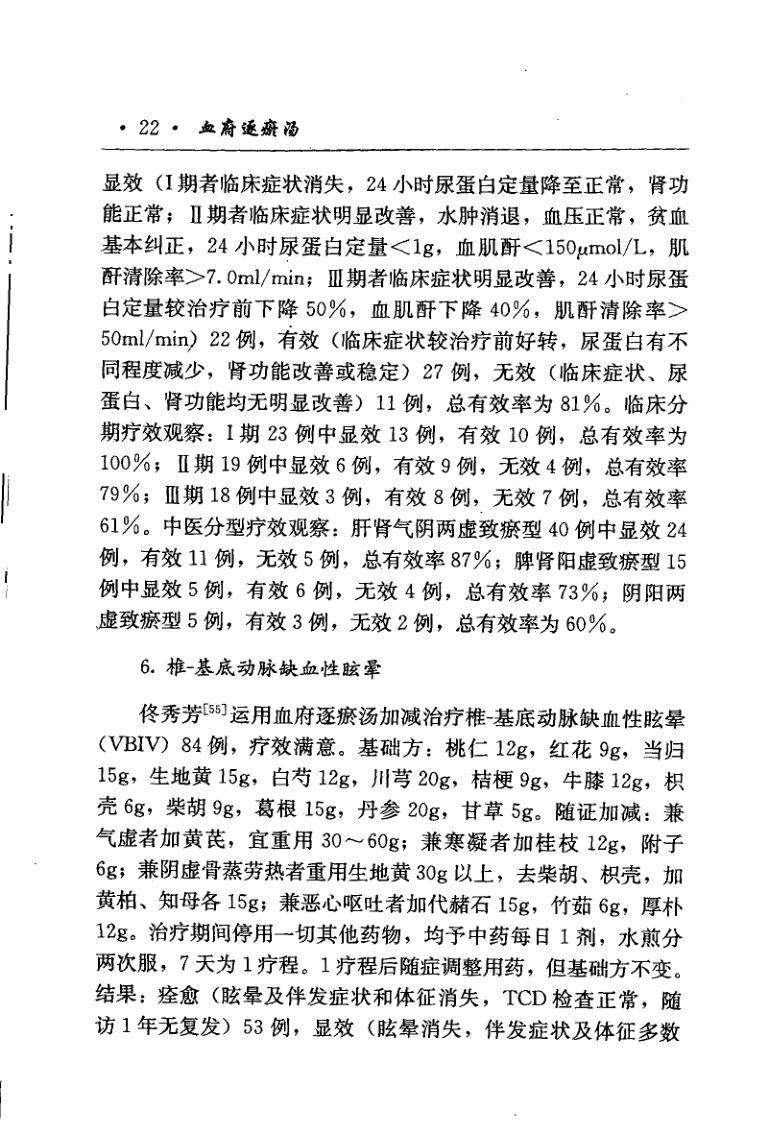 · 22 · 血府逐瘀汤
显效（Ⅰ期者临床症状消失，24 小时尿蛋白定量降至正常，肾功
能正常；Ⅱ期者临床症状明显改善，水肿消退，血压正常，贫血
基本纠正，24 小时尿蛋白定量＜1g，血肌酐＜150μmol/L，肌
酐清除率＞7.0ml/min；Ⅲ期者临床症状明显改善，24 小时尿蛋
白定量较治疗前下降 50％，血肌酐下降 40％，肌酐清除率＞
50ml/min）22 例，有效（临床症状较治疗前好转，尿蛋白有不
同程度减少，肾功能改善或稳定）27 例，无效（临床症状、尿
蛋白、肾功能均无明显改善）11 例，总有效率为 81％。临床分
期疗效观察：Ⅰ期 23 例中显效 13 例，有效 10 例，总有效率为
100％；Ⅱ期 19 例中显效 6 例，有效 9 例，无效 4 例，总有效率
79％；Ⅲ期 18 例中显效 3 例，有效 8 例，无效 7 例，总有效率
61％。中医分型疗效观察：肝肾气阴两虚致瘀型 40 例中显效 24
例，有效 11 例，无效 5 例，总有效率 87％；脾肾阳虚致瘀型 15
例中显效 5 例，有效 6 例，无效 4 例，总有效率 73％；阴阳两
虚致瘀型 5 例，有效 3 例，无效 2 例，总有效率为 60％。
6. 椎-基底动脉缺血性眩晕
佟秀芳[55]运用血府逐瘀汤加减治疗椎-基底动脉缺血性眩晕
（VBIV）84 例，疗效满意。基础方：桃仁 12g，红花 9g，当归
15g，生地黄 15g，白芍 12g，川芎 20g，桔梗 9g，牛膝 12g，枳
壳 6g，柴胡 9g，葛根 15g，丹参 20g，甘草 5g。随证加减：兼
气虚者加黄芪，宜重用 30～60g；兼寒凝者加桂枝 12g，附子
6g；兼阴虚骨蒸劳热者重用生地黄 30g 以上，去柴胡、枳壳，加
黄柏、知母各 15g；兼恶心呕吐者加代赭石 15g，竹茹 6g，厚朴
12g。治疗期间停用一切其他药物，均予中药每日 1 剂，水煎分
两次服，7 天为 1 疗程。1 疗程后随症调整用药，但基础方不变。
结果：痊愈（眩晕及伴发症状和体征消失，TCD 检查正常，随
访 1 年无复发）53 例，显效（眩晕消失，伴发症状及体征多数